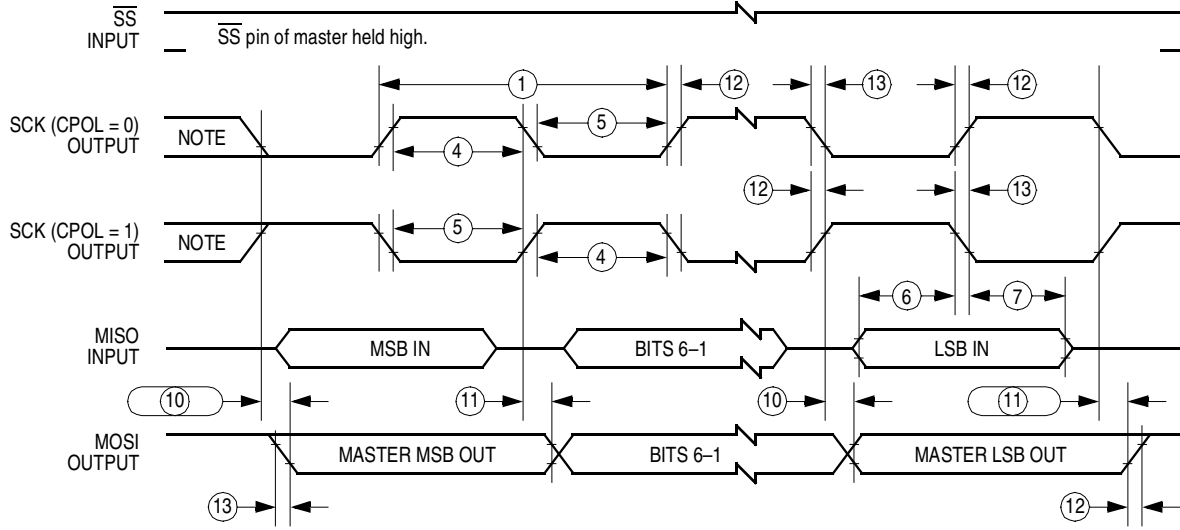 SS
INPUT
SS pin of master held high.
1
12
13
12
SCK (CPOL = 0)
OUTPUT
NOTE
5
4
12
13
SCK (CPOL = 1)
OUTPUT
NOTE
5
4
6
7
MISO
INPUT
MSB IN
BITS 6–1
LSB IN
10
11
10
11
MOSI
OUTPUT
MASTER MSB OUT
BITS 6–1
MASTER LSB OUT
13
12